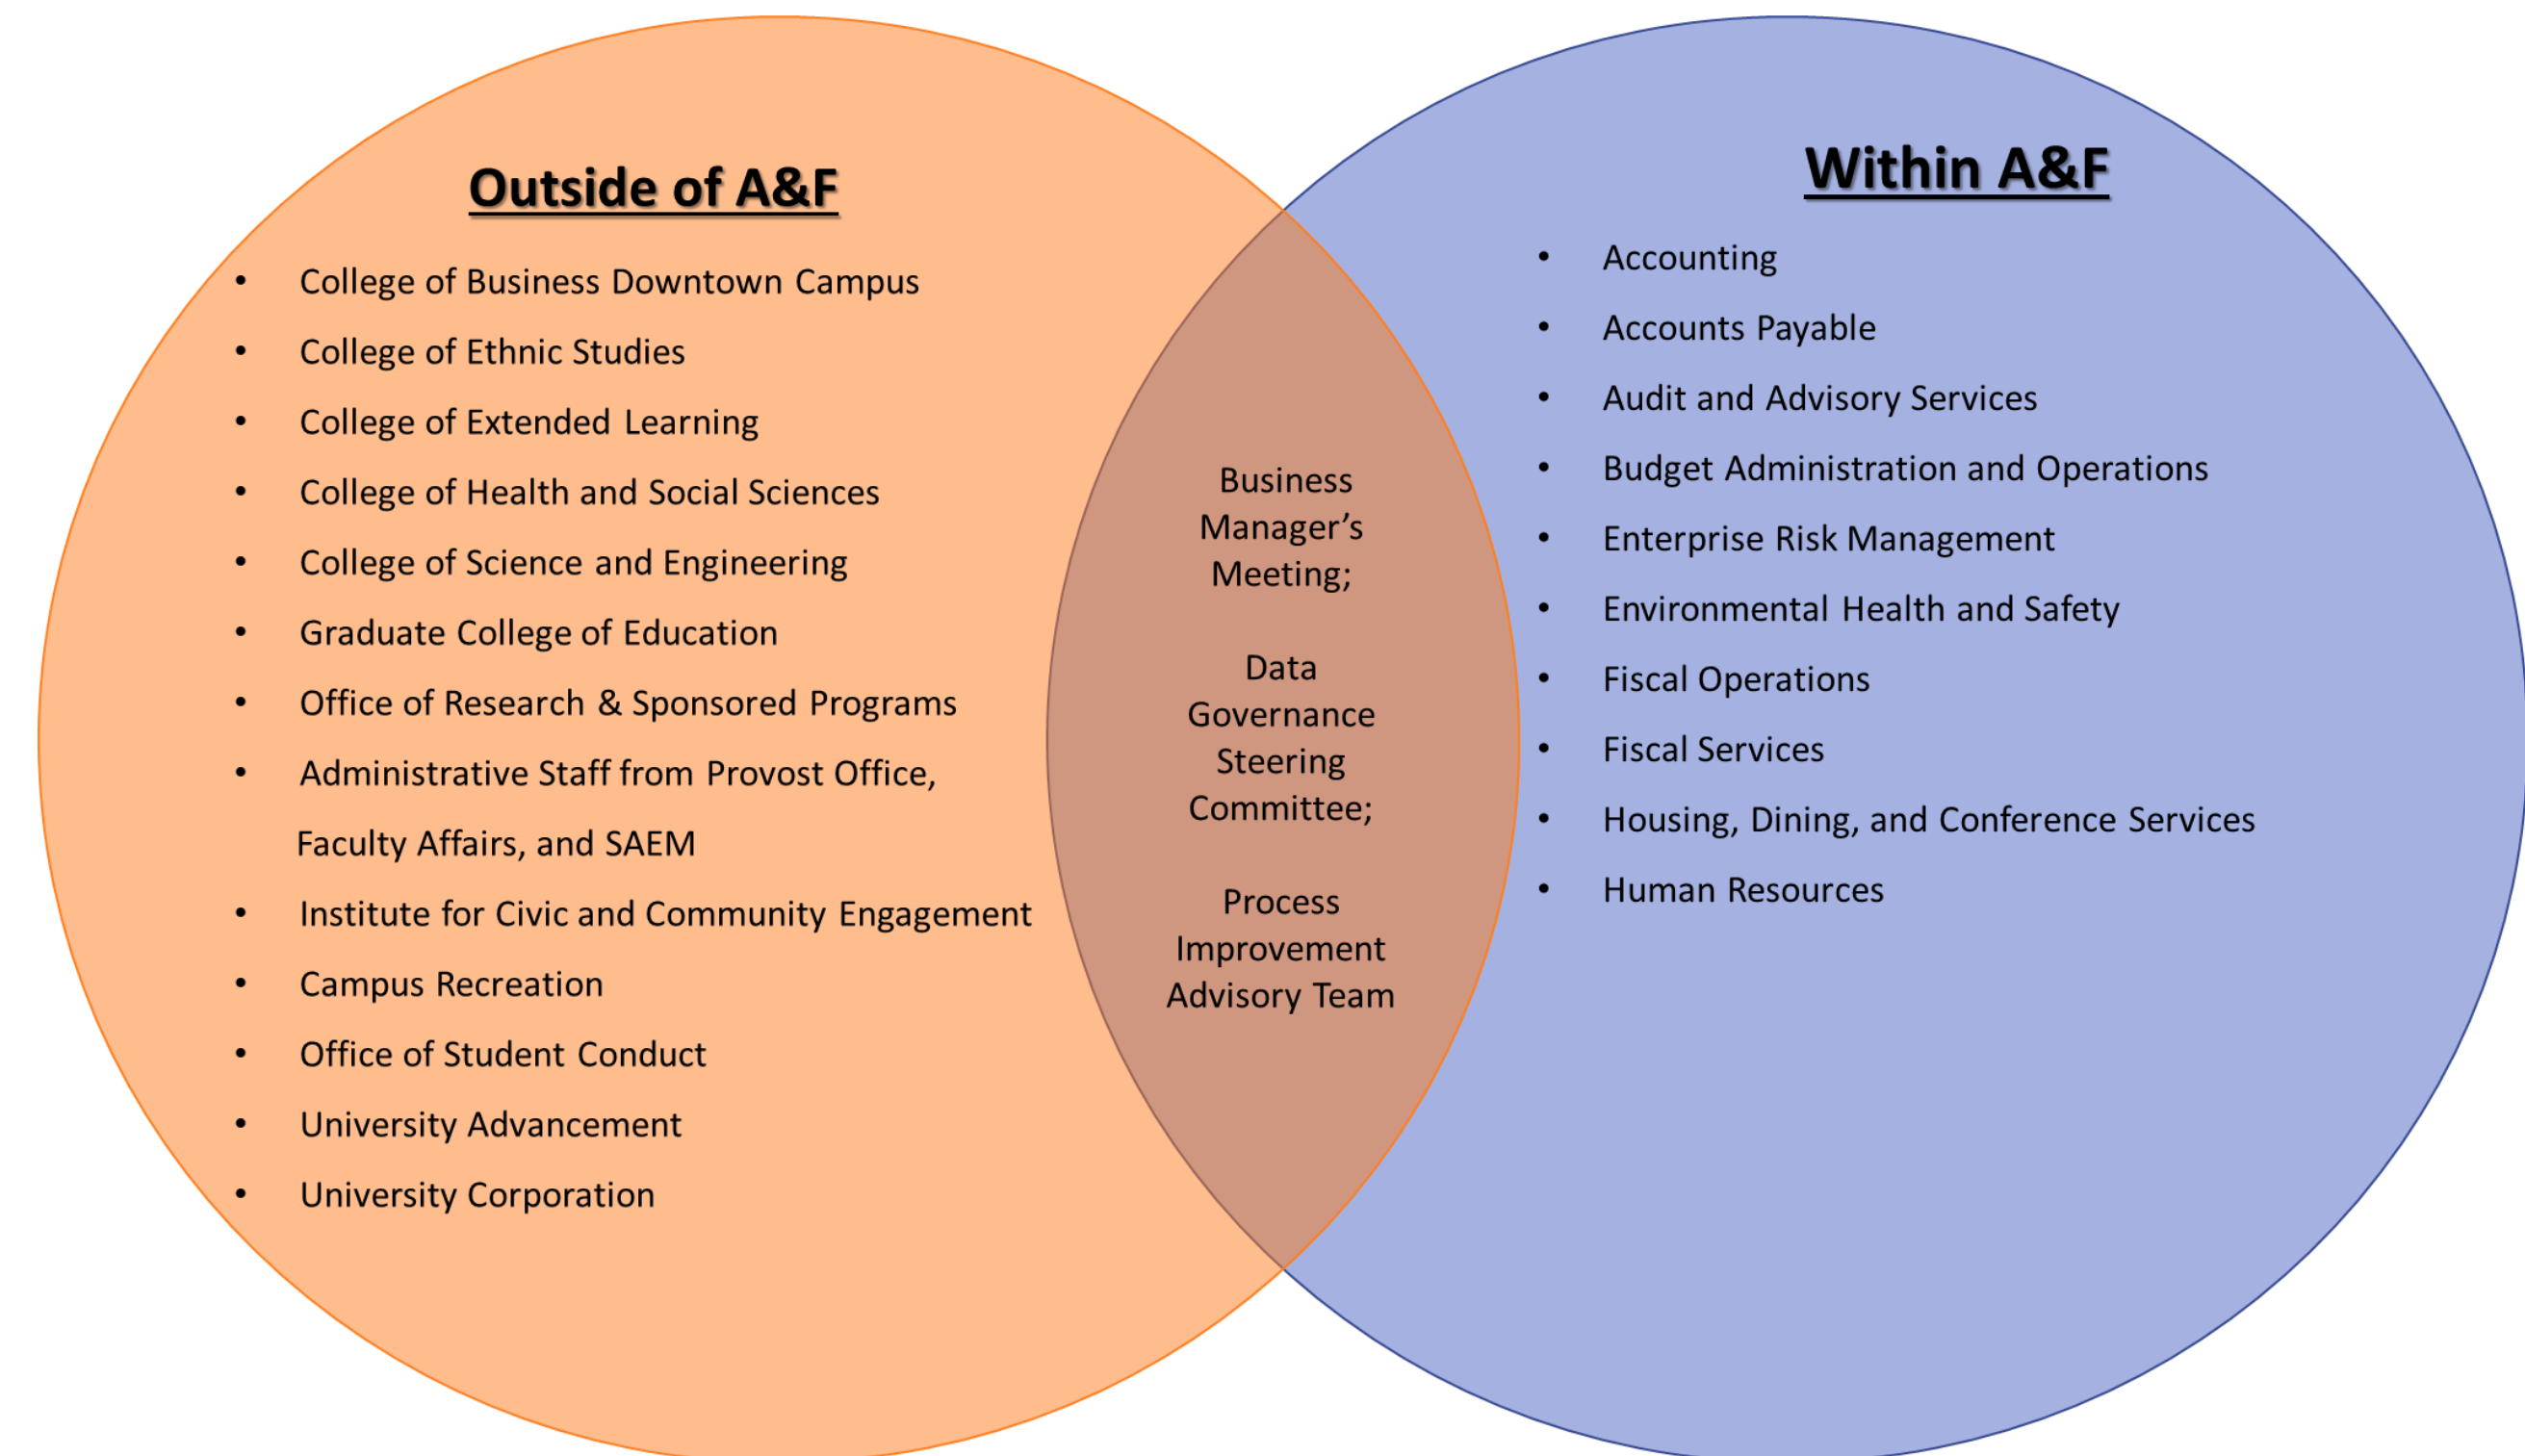 Outside of A&F
• College of Business Downtown Campus
• College of Ethnic Studies
• College of Extended Learning
• College of Health and Social Sciences
• College of Science and Engineering
• Graduate College of Education
• Office of Research & Sponsored Programs
• Administrative Staff from Provost Office,
Faculty Affairs, and SAEM
• Institute for Civic and Community Engagement
• Campus Recreation
• Office of Student Conduct
• University Advancement
• University Corporation
Business
Manager’s
Meeting;
Data
Governance
Steering
Committee;
Process
Improvement
Advisory Team
Within A&F
• Accounting
• Accounts Payable
• Audit and Advisory Services
• Budget Administration and Operations
• Enterprise Risk Management
• Environmental Health and Safety
• Fiscal Operations
• Fiscal Services
• Housing, Dining, and Conference Services
• Human Resources